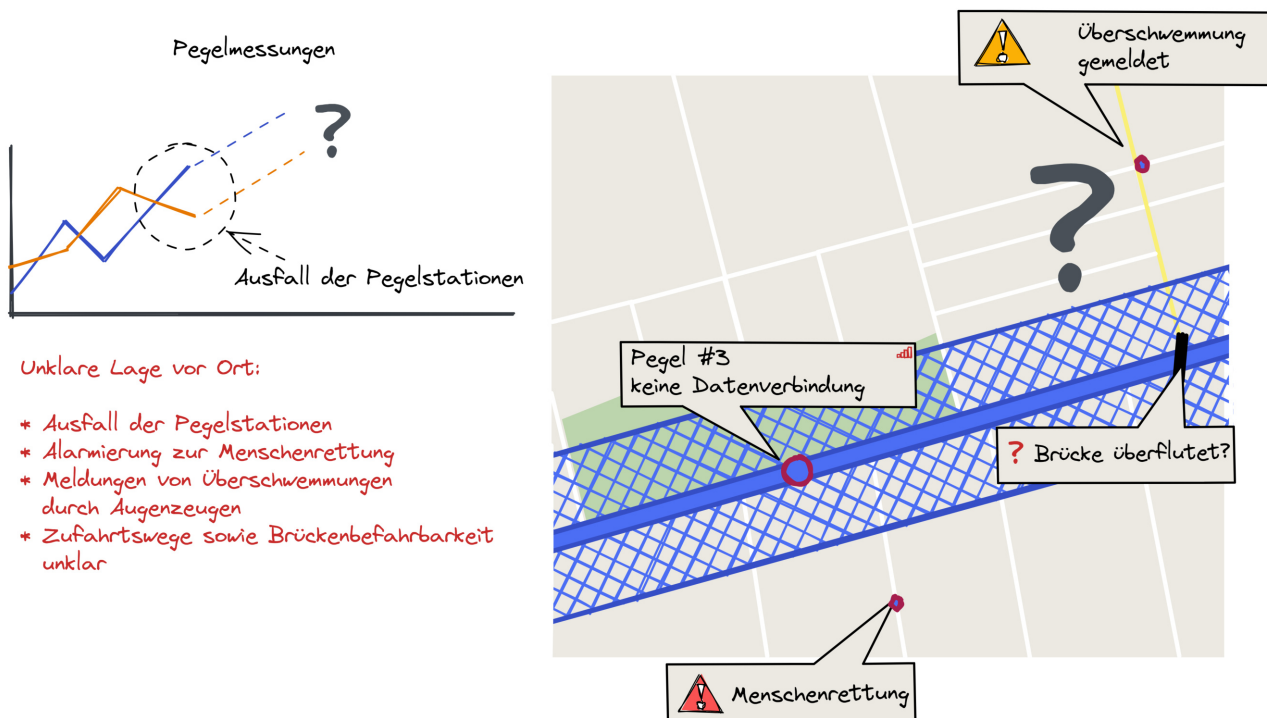 Pegelmessungen
?
Ausfall der Pegelstationen
Unklare Lage vor Ort:
* Ausfall der Pegelstationen
* Alarmierung zur Menschenrettung
* Meldungen von Überschwemmungen
durch Augenzeugen
* Zufahrtswege sowie Brückenbefahrbarkeit
unklar
! Überschwemmung
gemeldet
?
Pegel #3
keine Datenverbindung
? Brücke überflutet?
! Menschenrettung